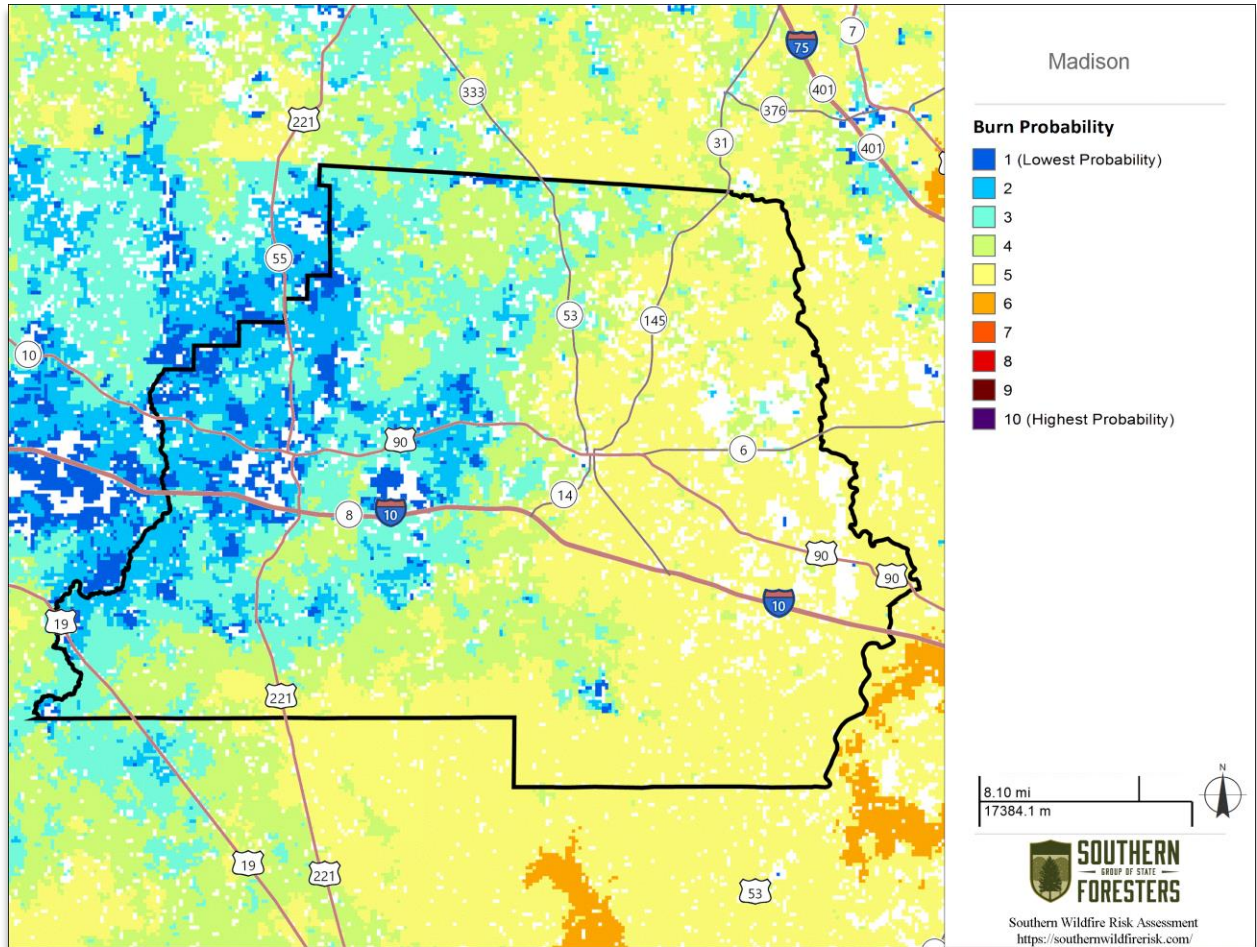 Madison
Burn Probability
1 (Lowest Probability)
2
3
4
5
6
7
8
9
10 (Highest Probability)
8.10 mi
17384.1 m
N
SOUTHERN
GROUP OF STATE
FORESTERS
Southern Wildfire Risk Assessment
https://southernwildfirerisk.com/
7
75
333
401
376
221
31
401
55
53
145
10
90
6
14
8
10
90
90
10
19
221
19
221
53